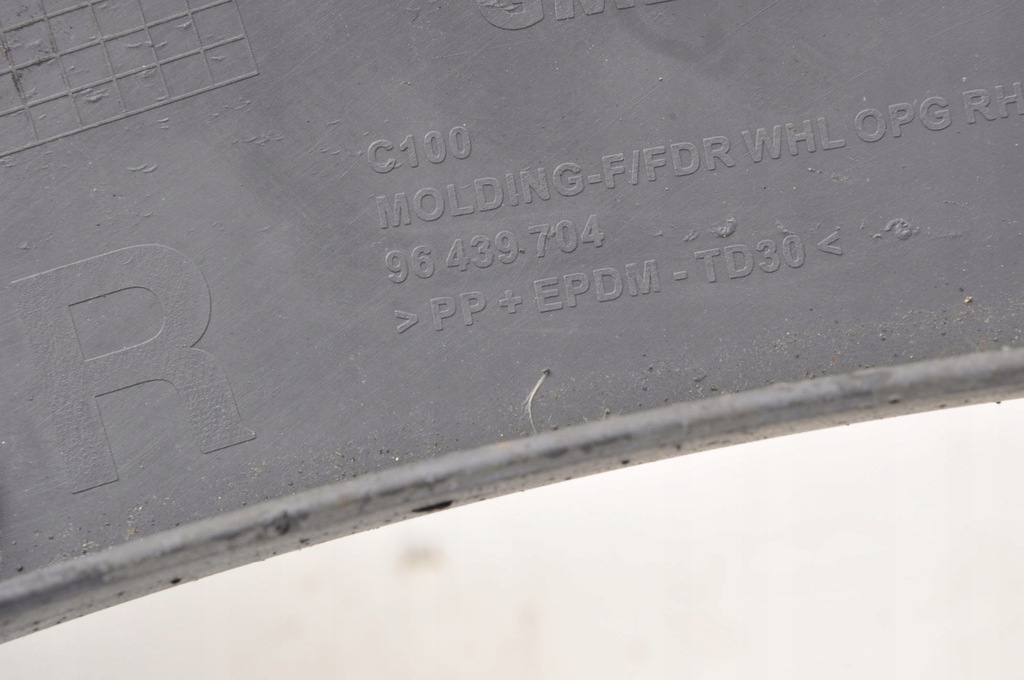 C100
MOLDING-F/FDR WHL OPG RH
96 439 704
> PP + EPDM - TD30 <
R